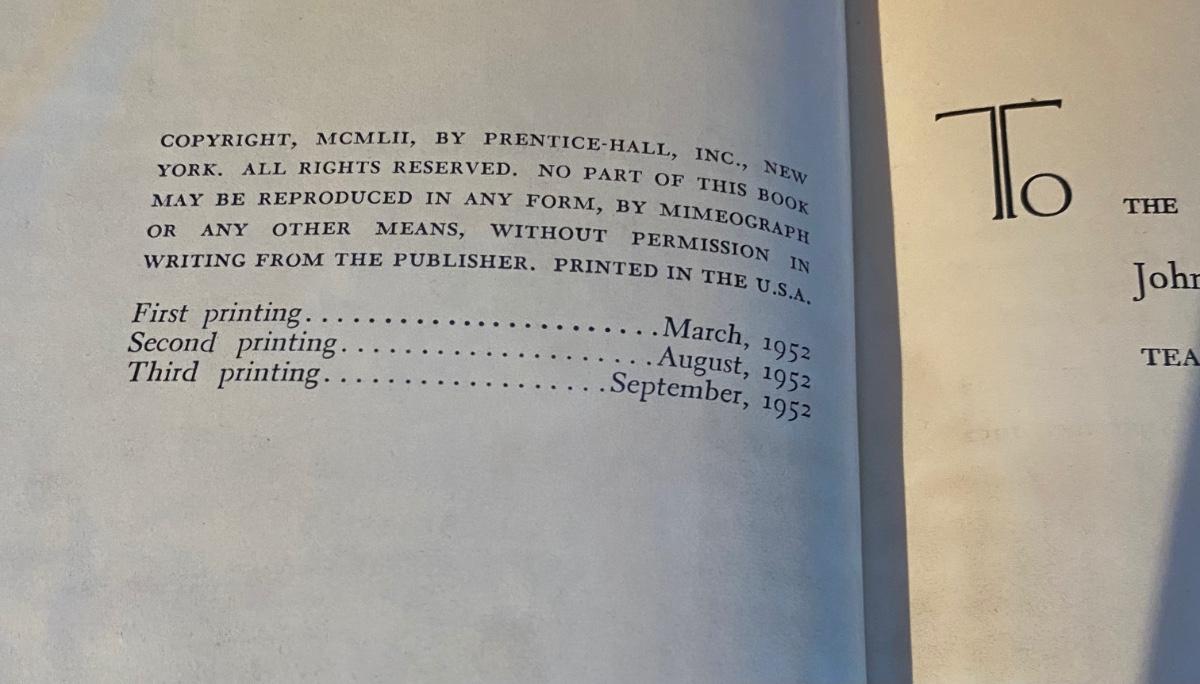 COPYRIGHT, MCMLII, BY PRENTICE-HALL, INC., NEW
YORK. ALL RIGHTS RESERVED. NO PART OF THIS BOOK
MAY BE REPRODUCED IN ANY FORM, BY MIMEOGRAPH
OR ANY OTHER MEANS, WITHOUT PERMISSION IN
WRITING FROM THE PUBLISHER. PRINTED IN THE U.S.A.
First printing.......................March, 1952
Second printing....................August, 1952
Third printing..................September, 1952
To THE
John
TEA